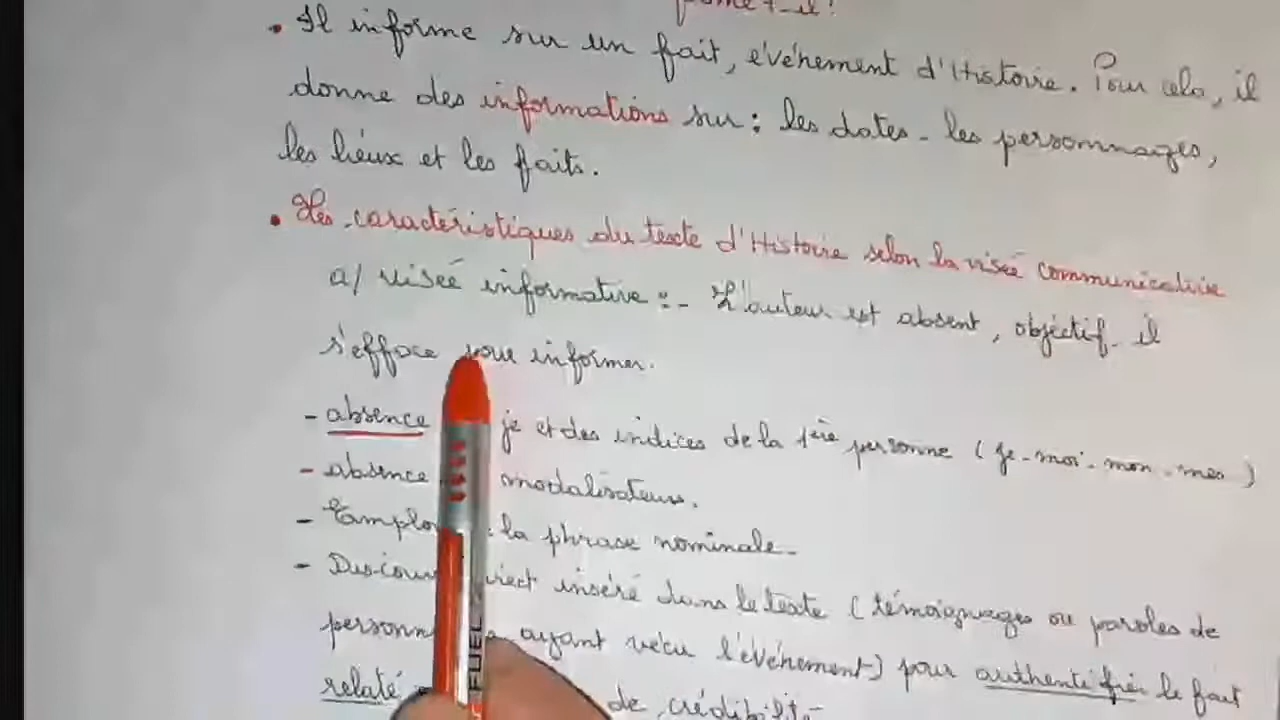 • Il informe sur un fait, événement d'Histoire. Pour cela, il
donne des informations sur : les dates - les personnages,
les lieux et les faits.
• Les caractéristiques du texte d'Histoire selon la visée communicative
a/ visée informative : - L'auteur est absent, objectif - il
s'efface pour informer.
- absence je et des indices de la 1ère personne (je - moi - mon - mes)
- absence modalisateurs.
- la phrase nominale -
- inséré dans le texte (témoignages ou paroles de
ayant vécu l'événement) pour authentifier le fait
relaté de crédibilité
FLIEL